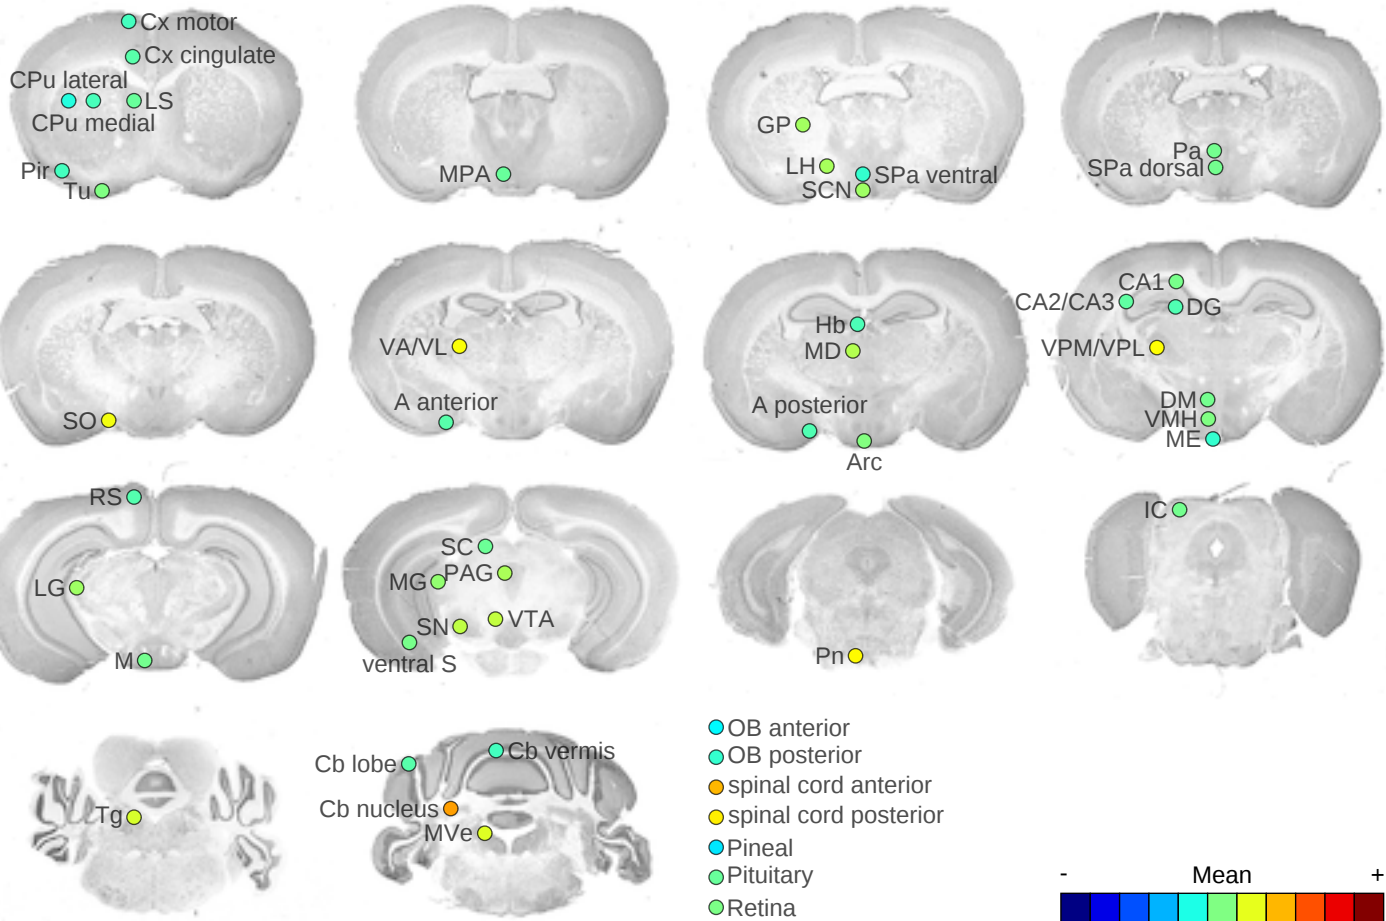 Cx motor
Cx cingulate
CPu lateral
LS
CPu medial
Pir
Tu
MPA
GP
LH
SPa ventral
SCN
Pa
SPa dorsal
SO
VA/VL
A anterior
Hb
MD
A posterior
Arc
CA1
CA2/CA3
DG
VPM/VPL
DM
VMH
ME
RS
LG
M
SC
PAG
MG
VTA
SN
ventral S
Pn
IC
Tg
Cb vermis
Cb lobe
Cb nucleus
MVe
OB anterior
OB posterior
spinal cord anterior
spinal cord posterior
Pineal
Pituitary
Retina
- Mean +